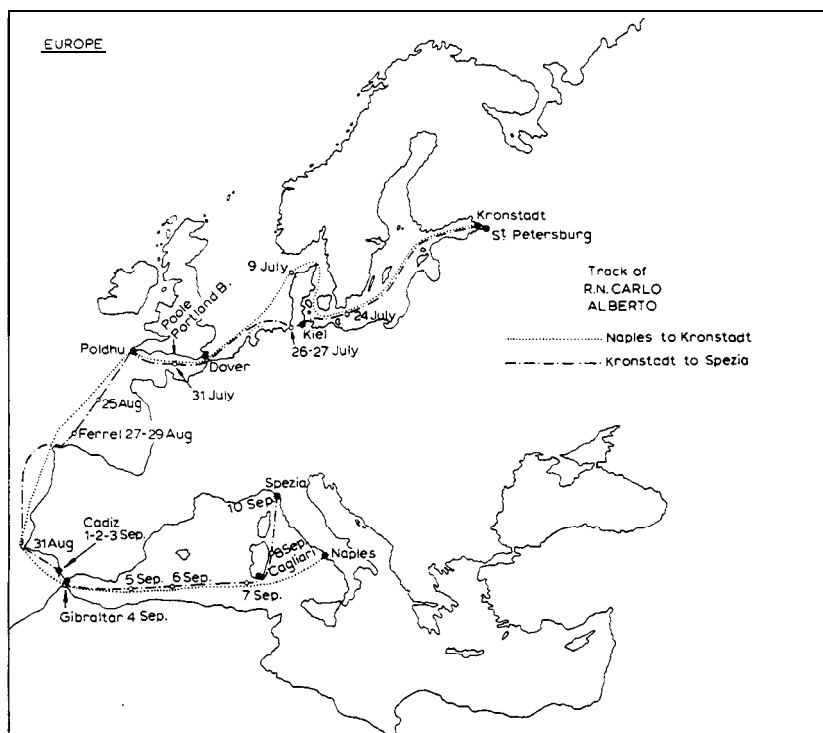 EUROPE
Kronstadt
St. Petersburg
9 July
Track of
R.N. CARLO
ALBERTO
Poole
Portland B.
24 July
Kiel
Naples to Kronstadt
Poldhu
26-27 July
Dover
Kronstadt to Spezia
31 July
25 Aug
Ferrel 27-29 Aug
Spezia
10 Sep.
Cadiz
1-2-3 Sep.
31 Aug
8 Sep.
Cagliari
Naples
5 Sep.
6 Sep.
7 Sep.
Gibraltar 4 Sep.